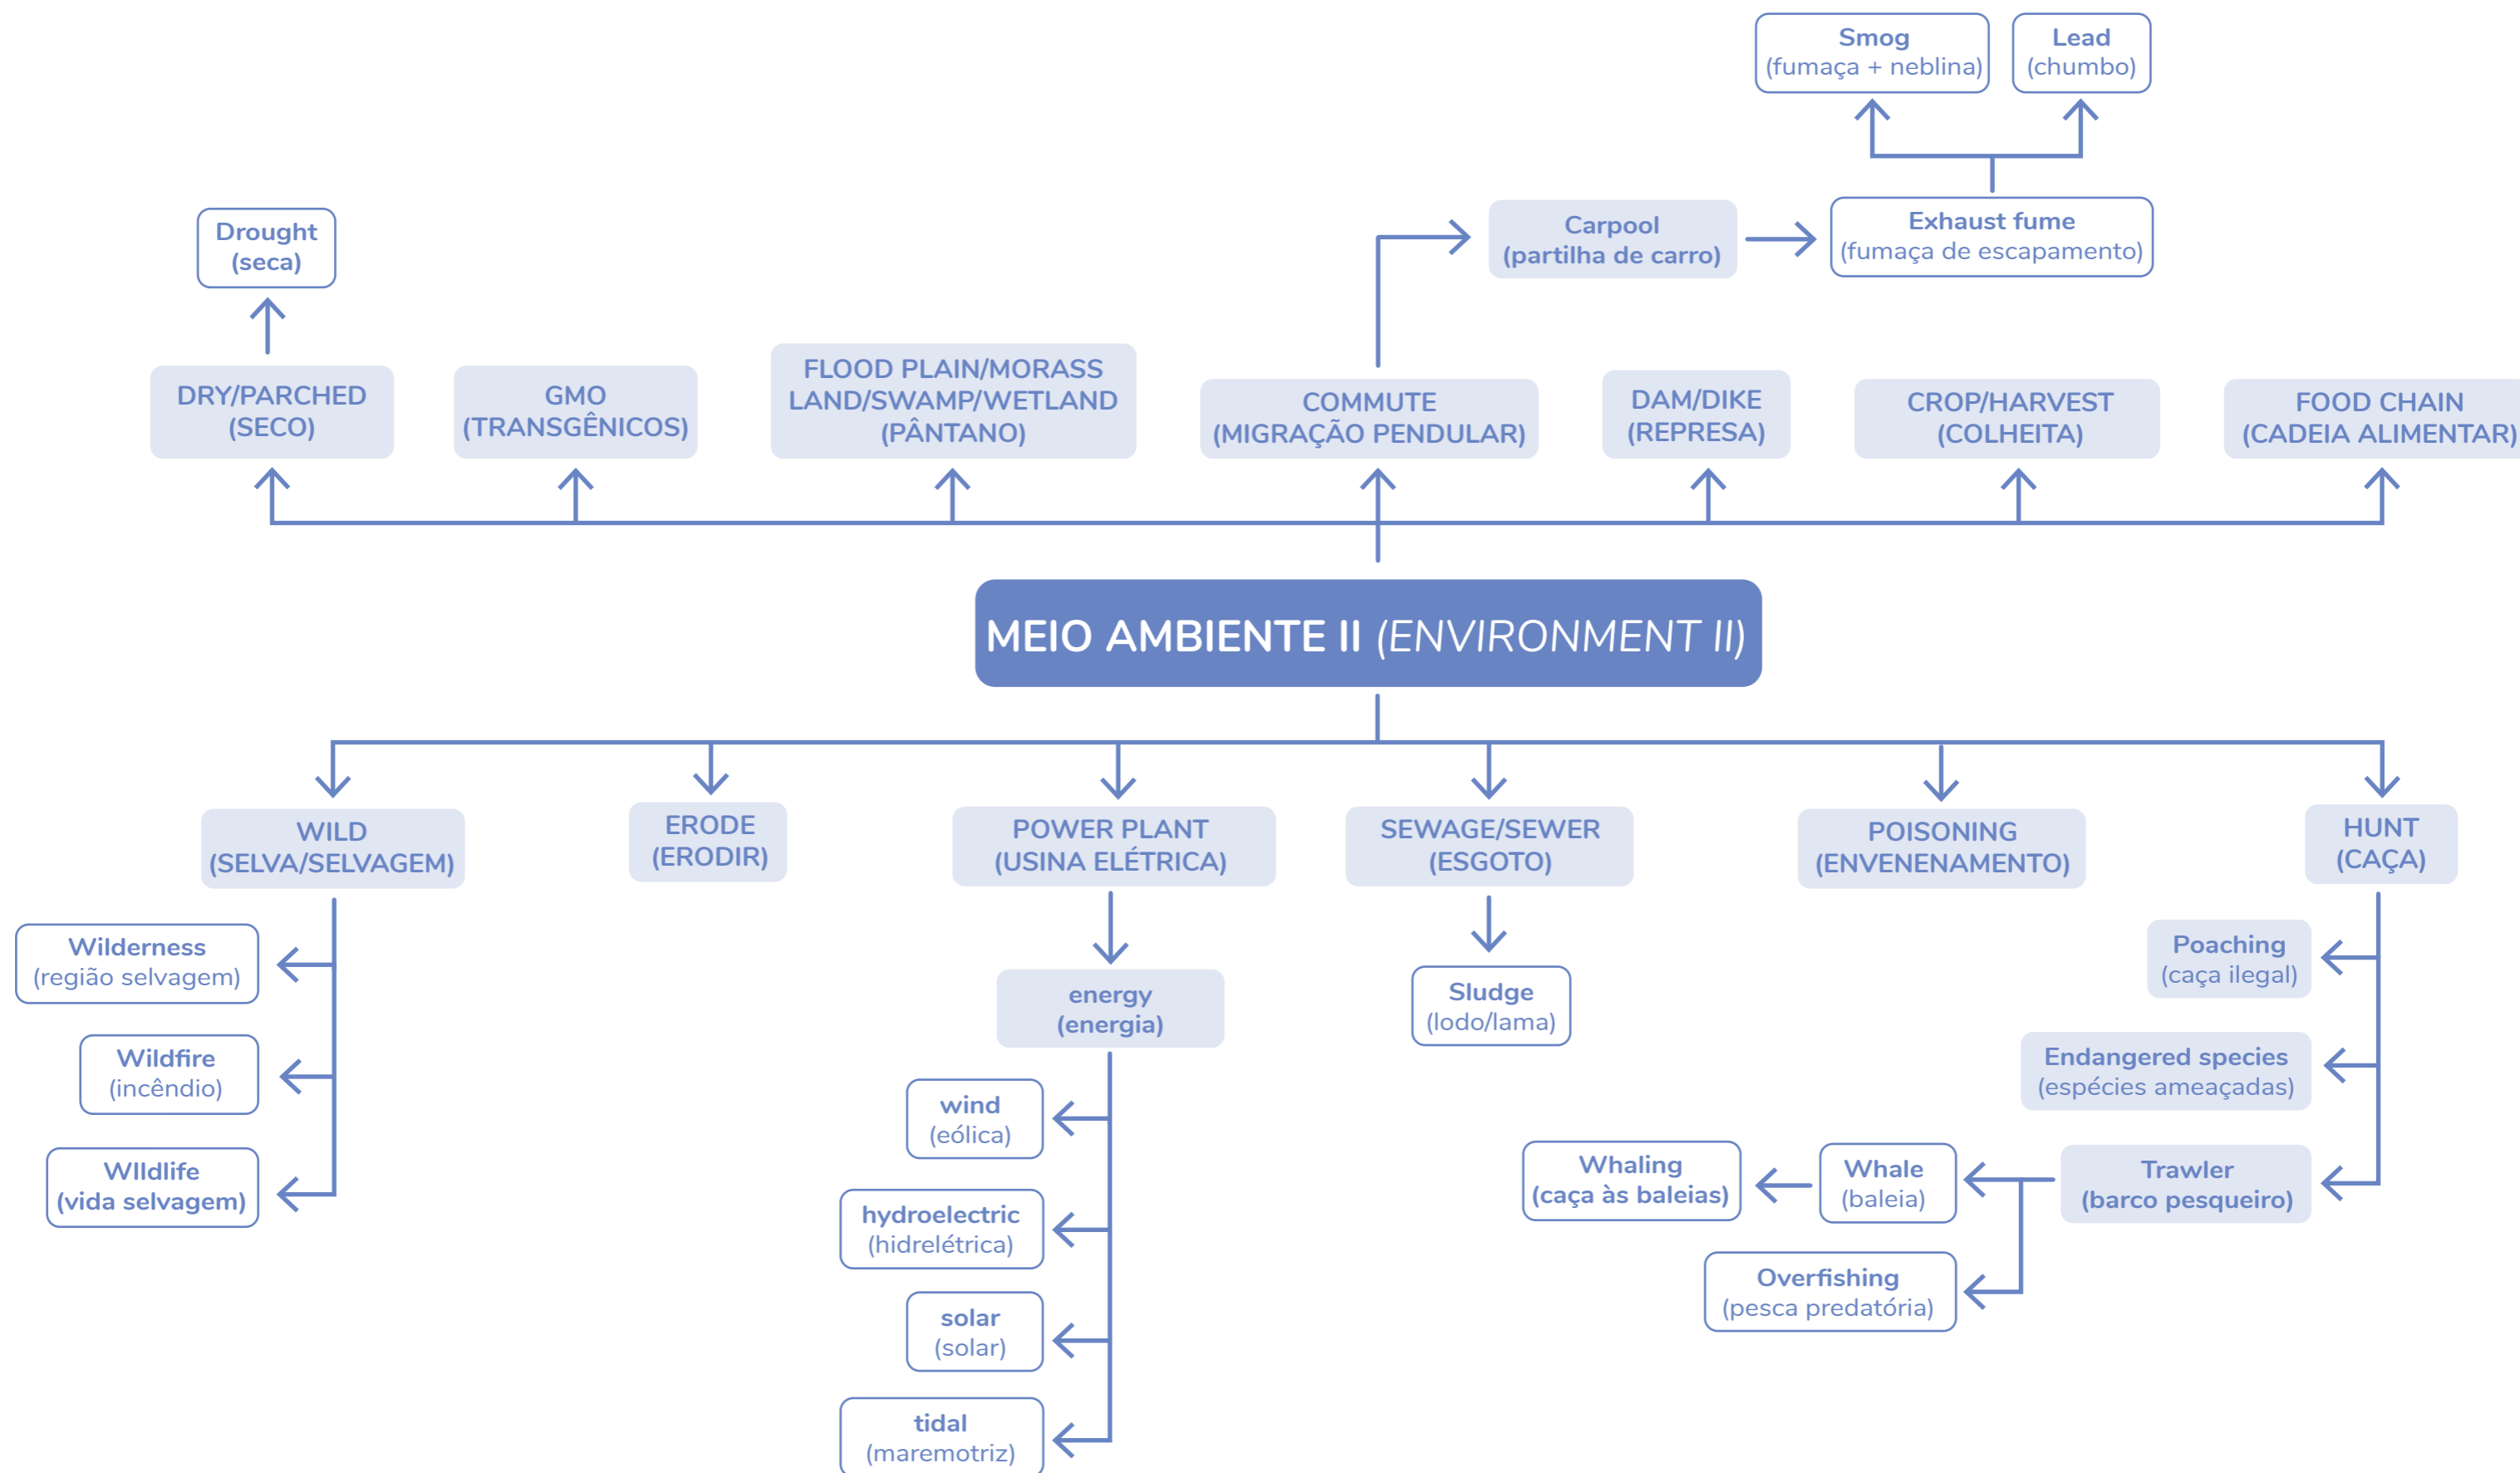 Smog
(fumaça + neblina)
Lead
(chumbo)
Carpool
(partilha de carro)
Exhaust fume
(fumaça de escapamento)
Drought
(seca)
DRY/PARCHED
(SECO)
GMO
(TRANSGÊNICOS)
FLOOD PLAIN/MORASS
LAND/SWAMP/WETLAND
(PÂNTANO)
COMMUTE
(MIGRAÇÃO PENDULAR)
DAM/DIKE
(REPRESA)
CROP/HARVEST
(COLHEITA)
FOOD CHAIN
(CADEIA ALIMENTAR)
MEIO AMBIENTE II (ENVIRONMENT II)
WILD
(SELVA/SELVAGEM)
ERODE
(ERODIR)
POWER PLANT
(USINA ELÉTRICA)
SEWAGE/SEWER
(ESGOTO)
POISONING
(ENVENENAMENTO)
HUNT
(CAÇA)
Wilderness
(região selvagem)
Wildfire
(incêndio)
WIldlife
(vida selvagem)
energy
(energia)
wind
(eólica)
hydroelectric
(hidrelétrica)
solar
(solar)
tidal
(maremotriz)
Sludge
(lodo/lama)
Poaching
(caça ilegal)
Endangered species
(espécies ameaçadas)
Trawler
(barco pesqueiro)
Whale
(baleia)
Whaling
(caça às baleias)
Overfishing
(pesca predatória)